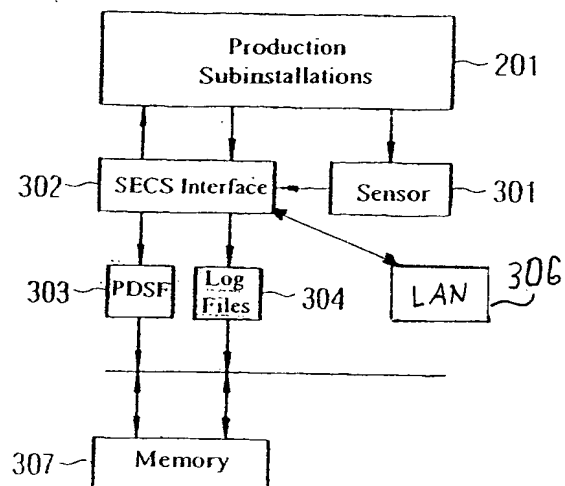 Production
Subinstallations
201
302
SECS Interface
Sensor
301
303
PDSF
Log
Files
304
LAN
306
307
Memory